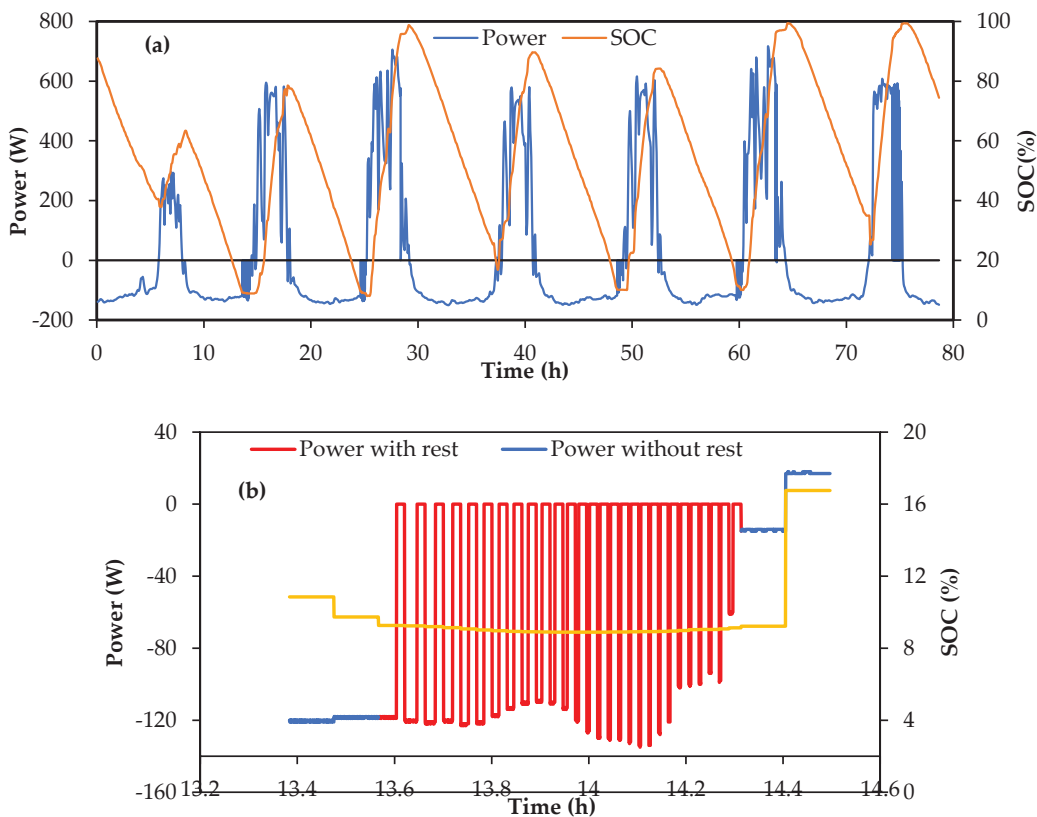 (a)
Power
SOC
800
600
400
200
0
-200
Power (W)
100
80
60
40
20
0
SOC(%)
0 10 20 30 40 50 60 70 80
Time (h)
Power with rest
Power without rest
(b)
40
0
-40
-80
-120
-160
Power (W)
20
16
12
8
4
0
SOC (%)
13.2 13.4 13.6 13.8 14 14.2 14.4 14.6
Time (h)